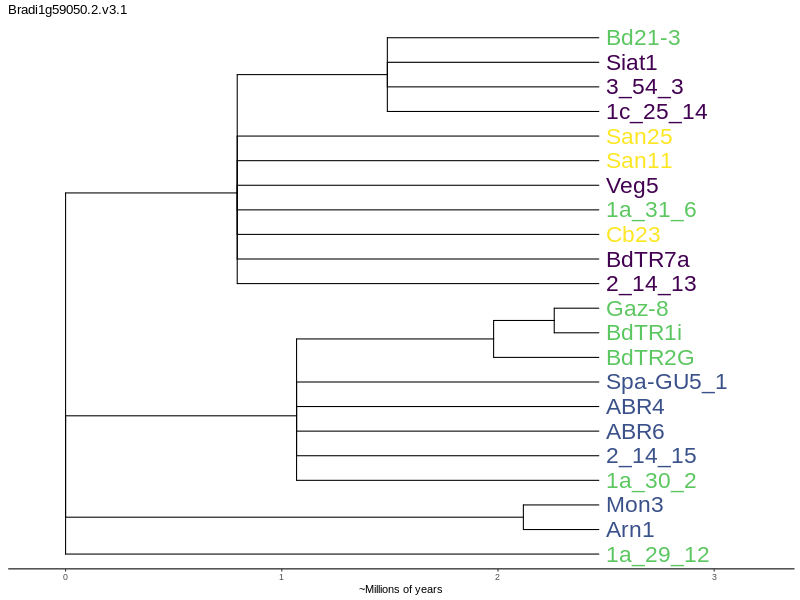 Bradi1g59050.2.v3.1
Bd21-3
Siat1
3_54_3
1c_25_14
San25
San11
Veg5
1a_31_6
Cb23
BdTR7a
2_14_13
Gaz-8
BdTR1i
BdTR2G
Spa-GU5_1
ABR4
ABR6
2_14_15
1a_30_2
Mon3
Arn1
1a_29_12
0 1 2 3
~Millions of years